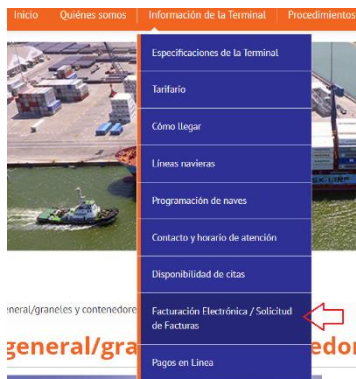 Inicio Quiénes somos Información de la Terminal Procedimientos
Especificaciones de la Terminal
Tarifario
Cómo llegar
Líneas navieras
Programación de naves
Contacto y horario de atención
Disponibilidad de citas
neral/graneles y contenedore
Facturación Electrónica / Solicitud
de Facturas
general/gra edor
Pagos en Linea